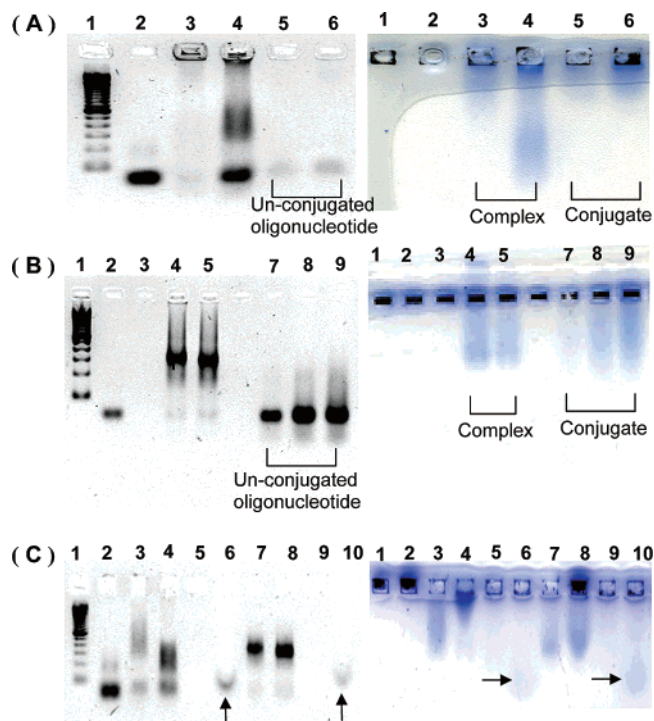 ( A )
1 2 3 4 5 6
1 2 3 4 5 6
Un-conjugated
oligonucleotide
Complex
Conjugate
( B )
1 2 3 4 5 7 8 9
1 2 3 4 5 7 8 9
Un-conjugated
oligonucleotide
Complex
Conjugate
( C )
1 2 3 4 5 6 7 8 9 10
1 2 3 4 5 6 7 8 9 10